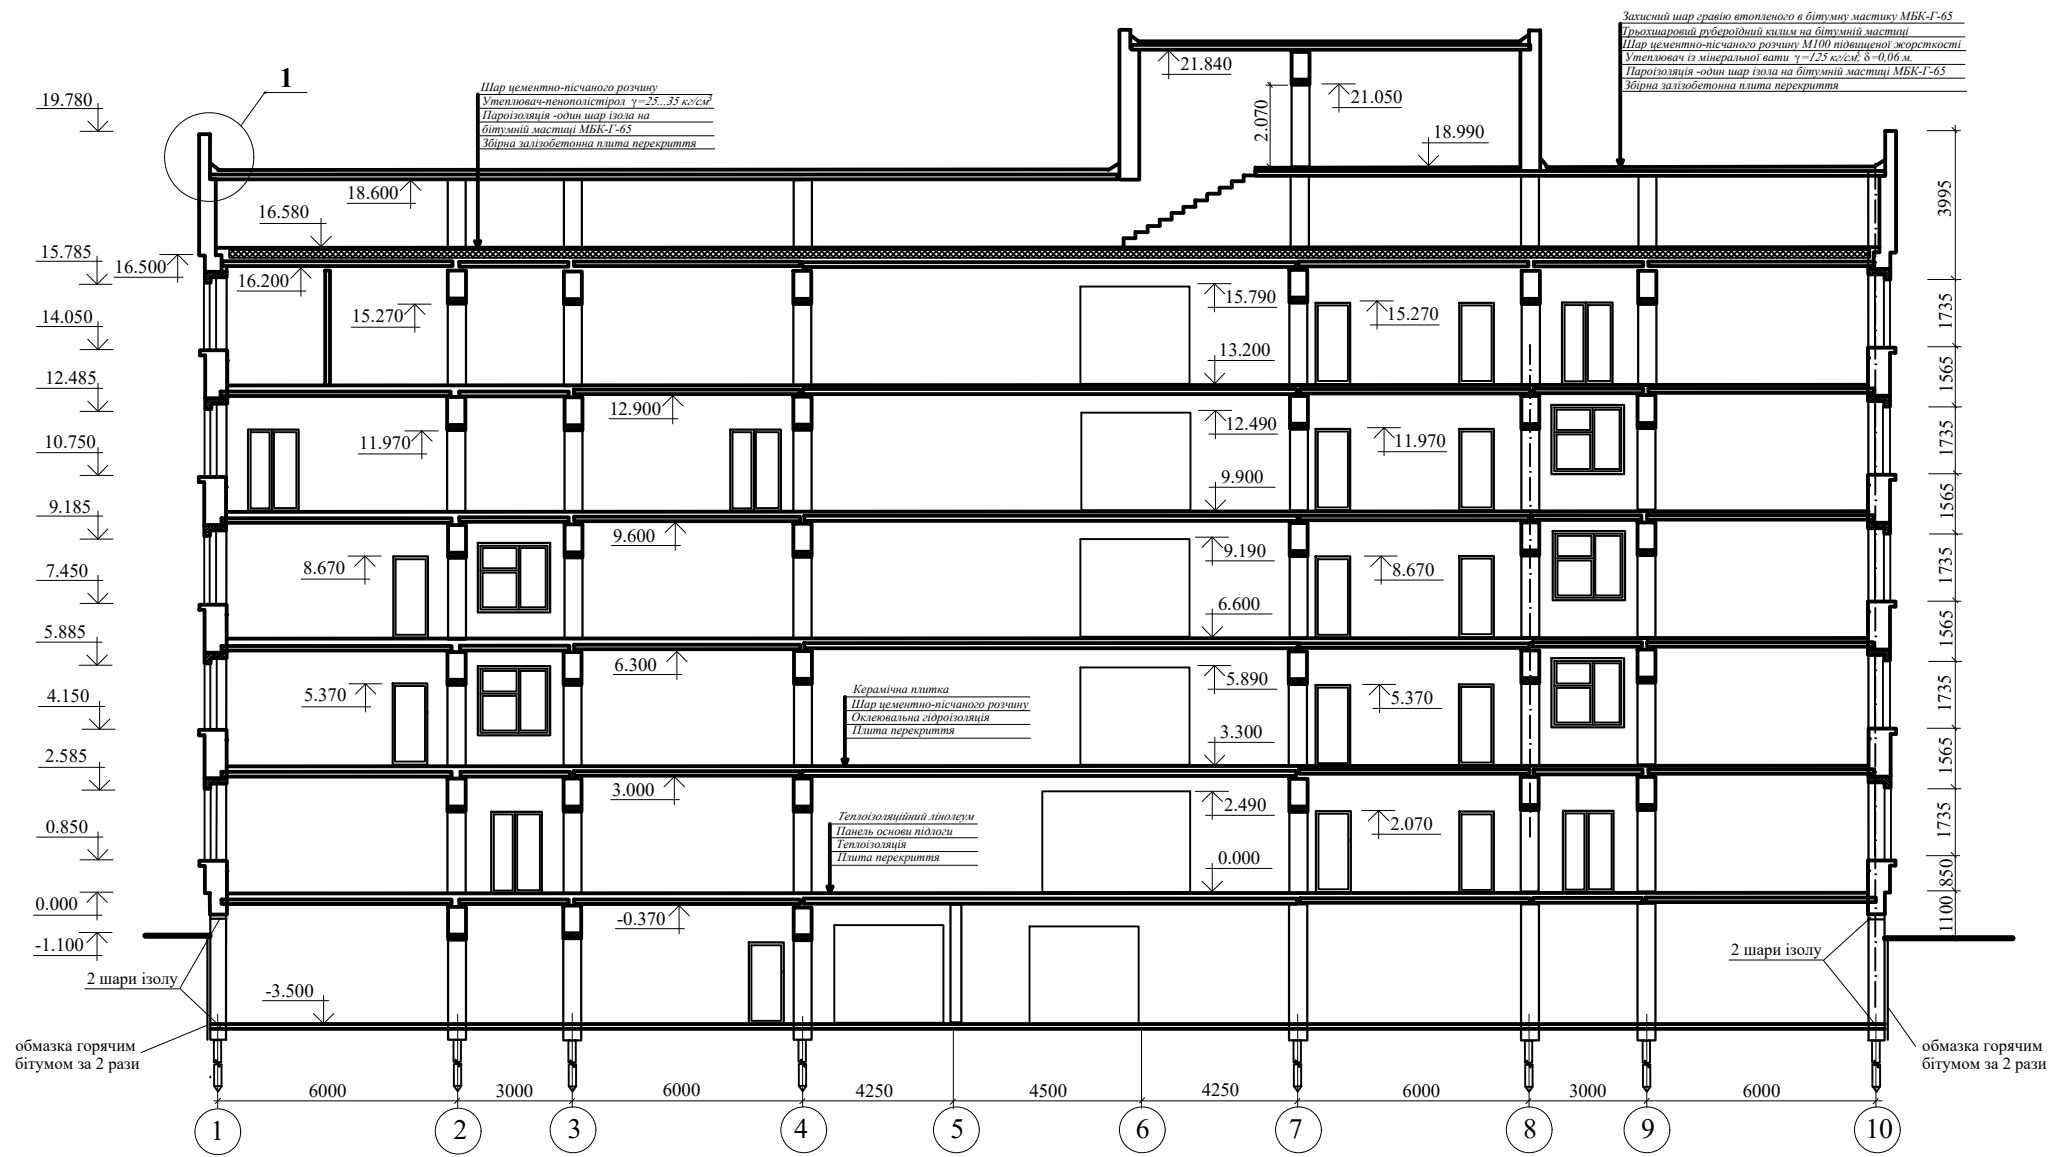 Захисний шар гравію втопленого в бітумну мастику МБК-Г-65
Трьохшаровий рубероїдний килим на бітумній мастиці
Шар цементно-пісчаного розчину М100 підвищеної жорсткості
Утеплювач із мінеральної вати γ=125 кг/см³; δ=0,06 м.
Пароізоляція -один шар ізола на бітумній мастиці МБК-Г-65
Збірна залізобетонна плита перекриття
Шар цементно-пісчаного розчину
Утеплювач-пенополістірол γ=25...35 кг/см³
Пароізоляція -один шар ізола на
бітумній мастиці МБК-Г-65
Збірна залізобетонна плита перекриття
1
19.780
21.840
21.050
2.070
18.990
18.600
16.580
3995
15.785
16.500
16.200
15.270
15.790
15.270
1735
14.050
13.200
1565
12.485
12.900
12.490
11.970
11.970
1735
10.750
9.900
1565
9.185
9.600
9.190
8.670
8.670
1735
7.450
6.600
1565
5.885
6.300
5.890
5.370
5.370
1735
4.150
Керамічна плитка
Шар цементно-пісчаного розчину
Оклеювальна гідроізоляція
Плита перекриття
3.300
1565
2.585
3.000
2.490
2.070
1735
Теплоізоляційний лінолеум
Панель основи підлоги
Теплоізоляція
Плита перекриття
0.850
0.000
850
0.000
-0.370
1100
-1.100
2 шари ізолу
2 шари ізолу
-3.500
обмазка горячим
бітумом за 2 рази
обмазка горячим
бітумом за 2 рази
6000 3000 6000 4250 4500 4250 6000 3000 6000
1 2 3 4 5 6 7 8 9 10